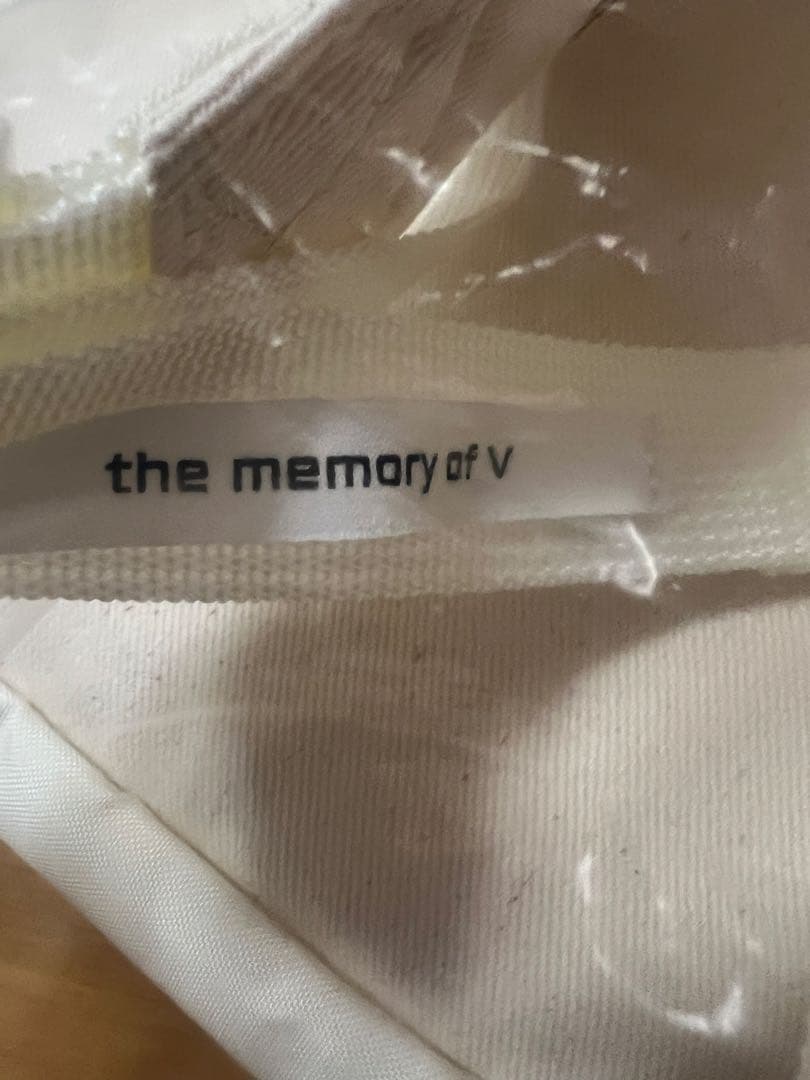 the memory of V